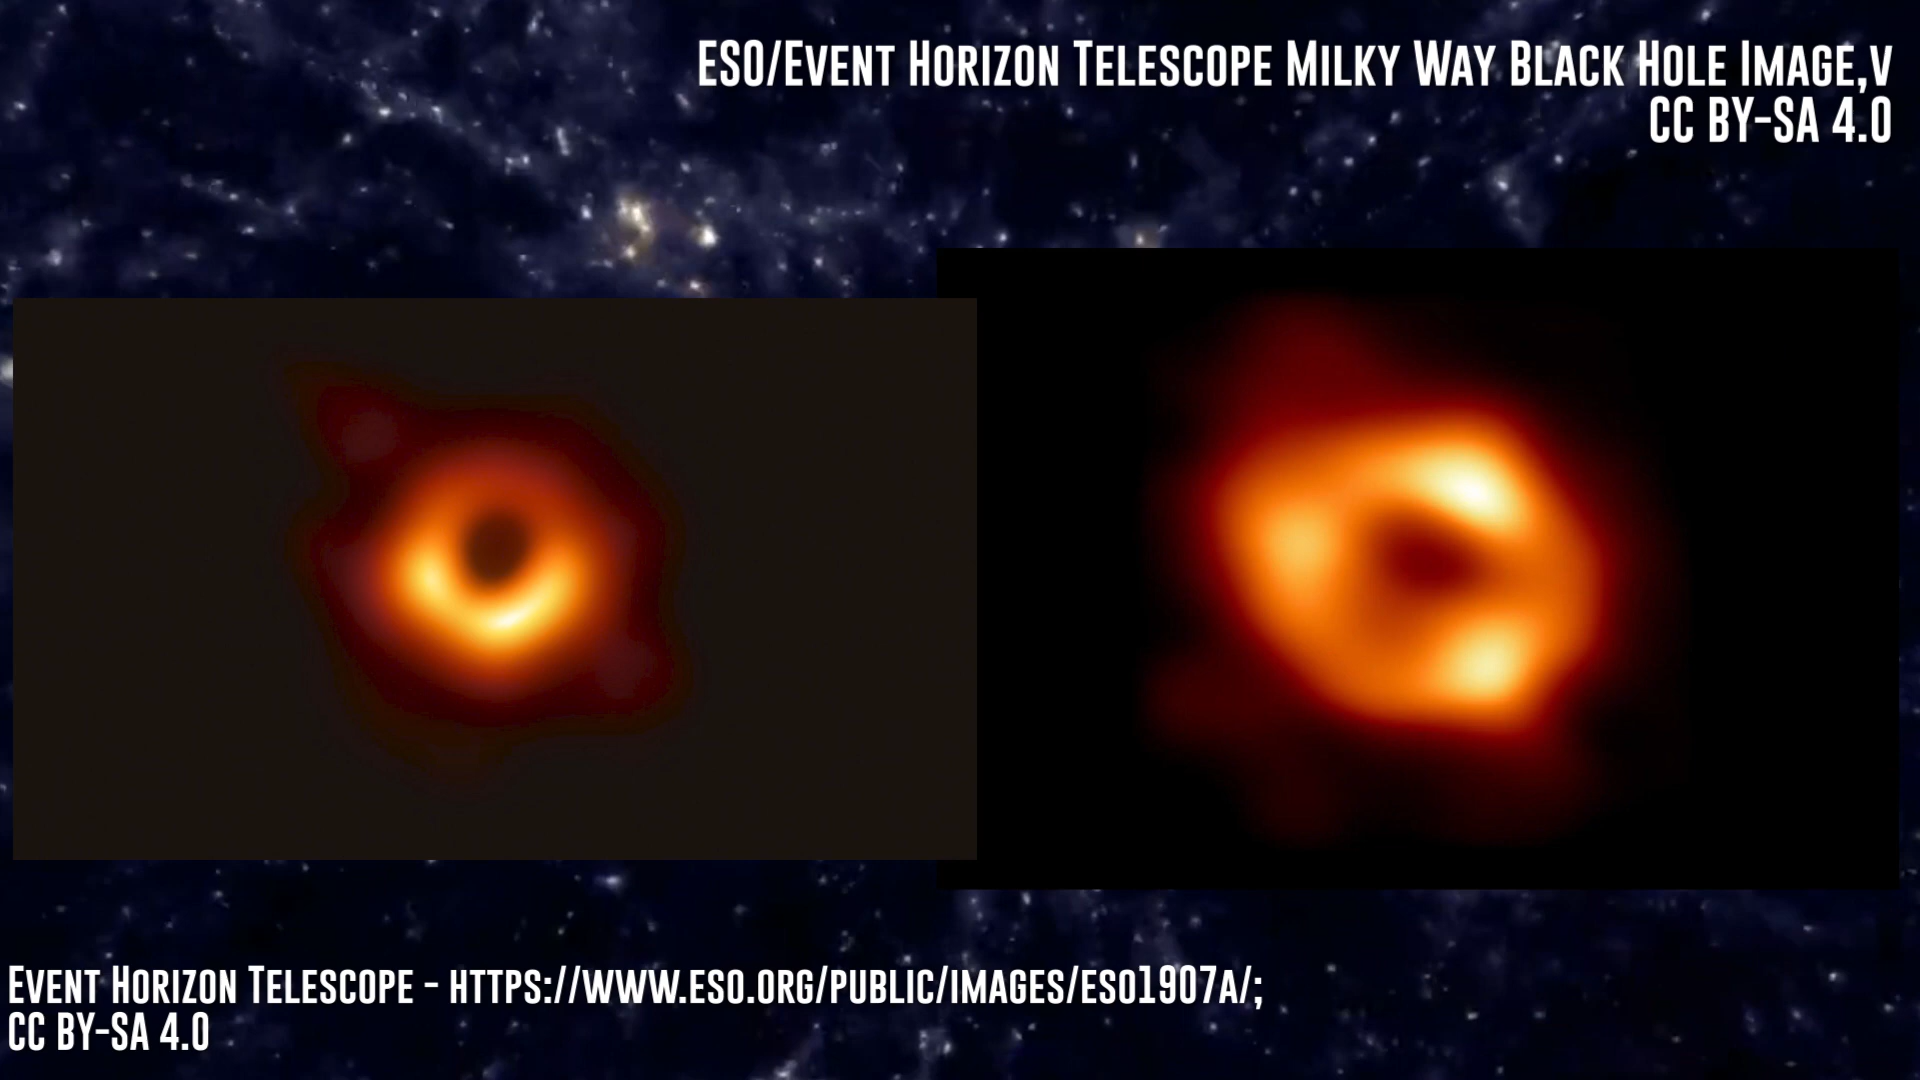 ESO/Event Horizon Telescope Milky Way Black Hole Image,v
CC BY-SA 4.0
Event Horizon Telescope - https://www.eso.org/public/images/eso1907a/;
CC BY-SA 4.0